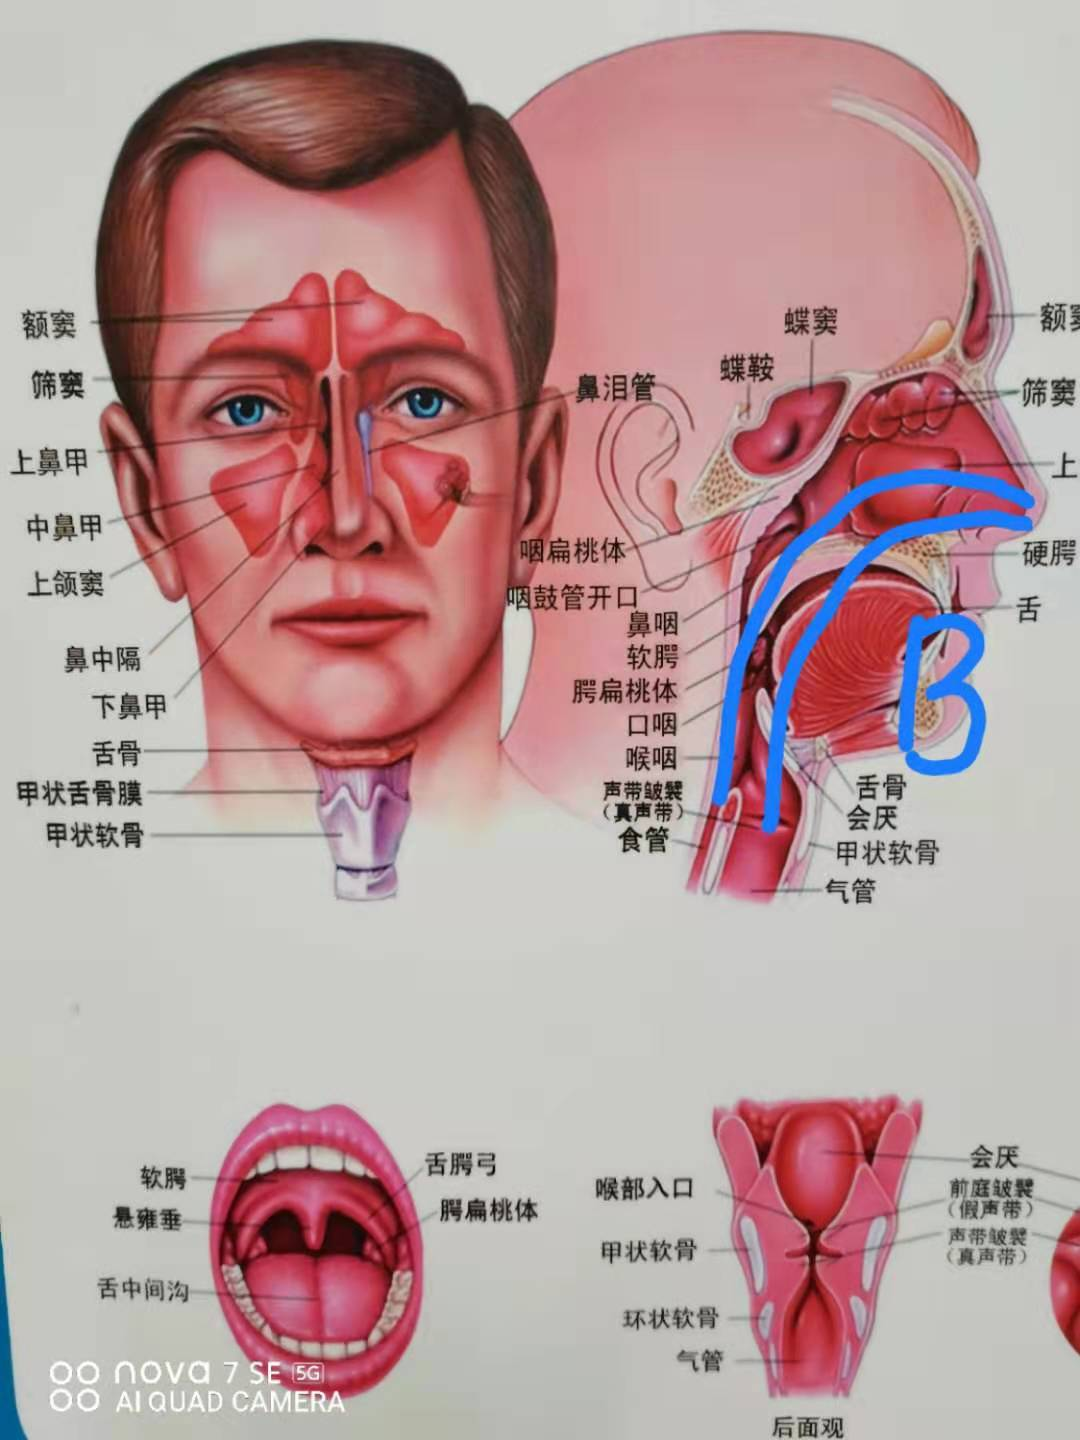 额窦
筛窦
上鼻甲
中鼻甲
上颌窦
鼻中隔
下鼻甲
舌骨
甲状舌骨膜
甲状软骨
鼻泪管
蝶窦
蝶鞍
额窦
筛窦
上
硬腭
舌
咽扁桃体
咽鼓管开口
鼻咽
软腭
腭扁桃体
口咽
喉咽
声带皱襞
（真声带）
食管
舌骨
会厌
甲状软骨
气管
B
软腭
悬雍垂
舌中间沟
舌腭弓
腭扁桃体
喉部入口
甲状软骨
环状软骨
气管
会厌
前庭皱襞
（假声带）
声带皱襞
（真声带）
后面观
nova 7 SE 5G
AI QUAD CAMERA